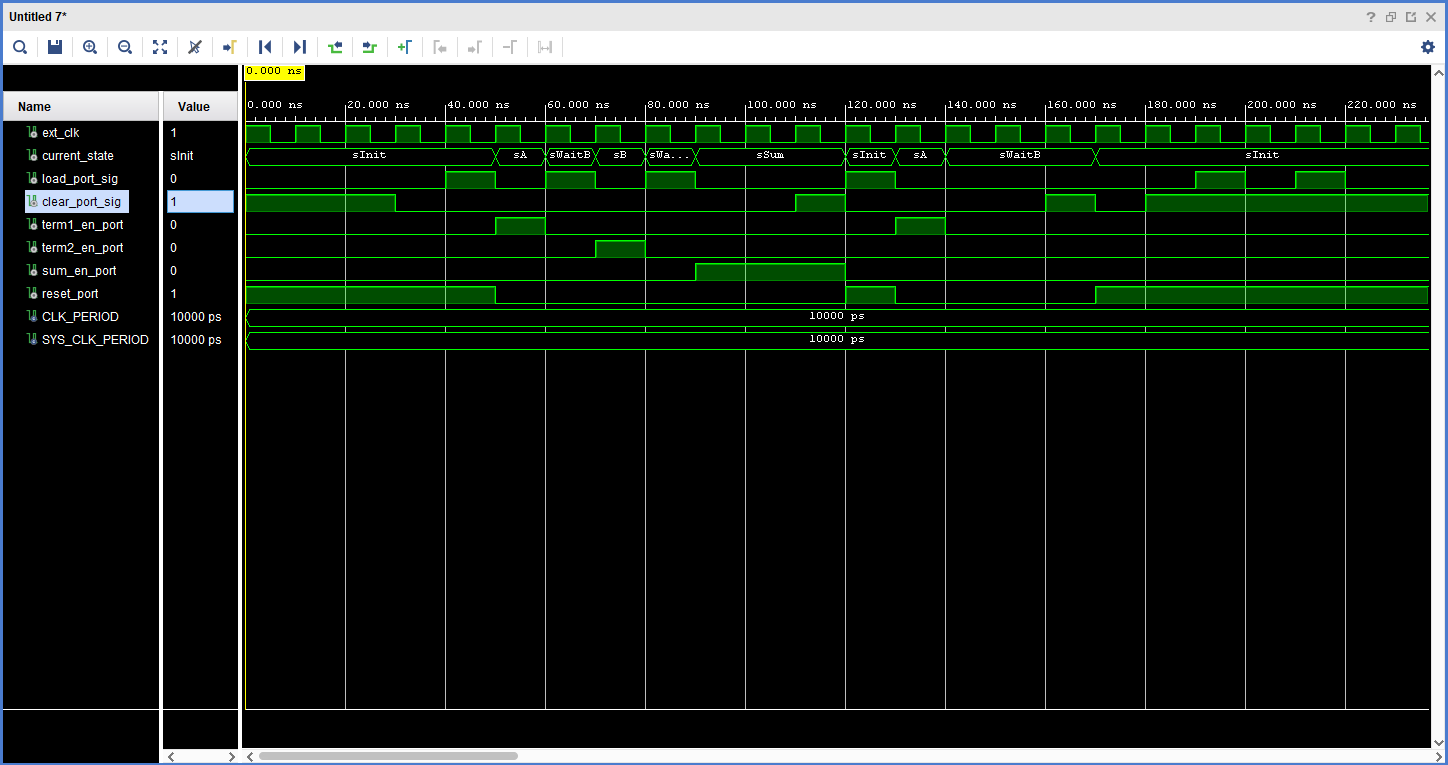 Untitled 7*
0.000 ns
Name Value
0.000 ns 20.000 ns 40.000 ns 60.000 ns 80.000 ns 100.000 ns 120.000 ns 140.000 ns 160.000 ns 180.000 ns 200.000 ns 220.000 ns
ext_clk 1
current_state sInit sInit sA sWaitB sB sWa... sSum sInit sA sWaitB sInit
load_port_sig 0
clear_port_sig 1
term1_en_port 0
term2_en_port 0
sum_en_port 0
reset_port 1
CLK_PERIOD 10000 ps 10000 ps
SYS_CLK_PERIOD 10000 ps 10000 ps